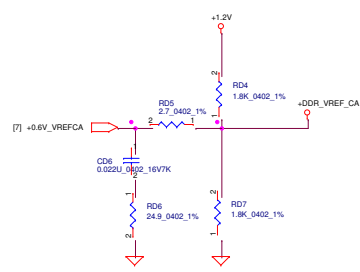 +1.2V
2
RD4
1.8K_0402_1%
1
+DDR_VREF_CA
RD5
2.7_0402_1%
2
1
[7] +0.6V_VREFCA
1
CD6
0.022U_0402_16V7K
2
1
RD6
24.9_0402_1%
2
2
RD7
1.8K_0402_1%
1